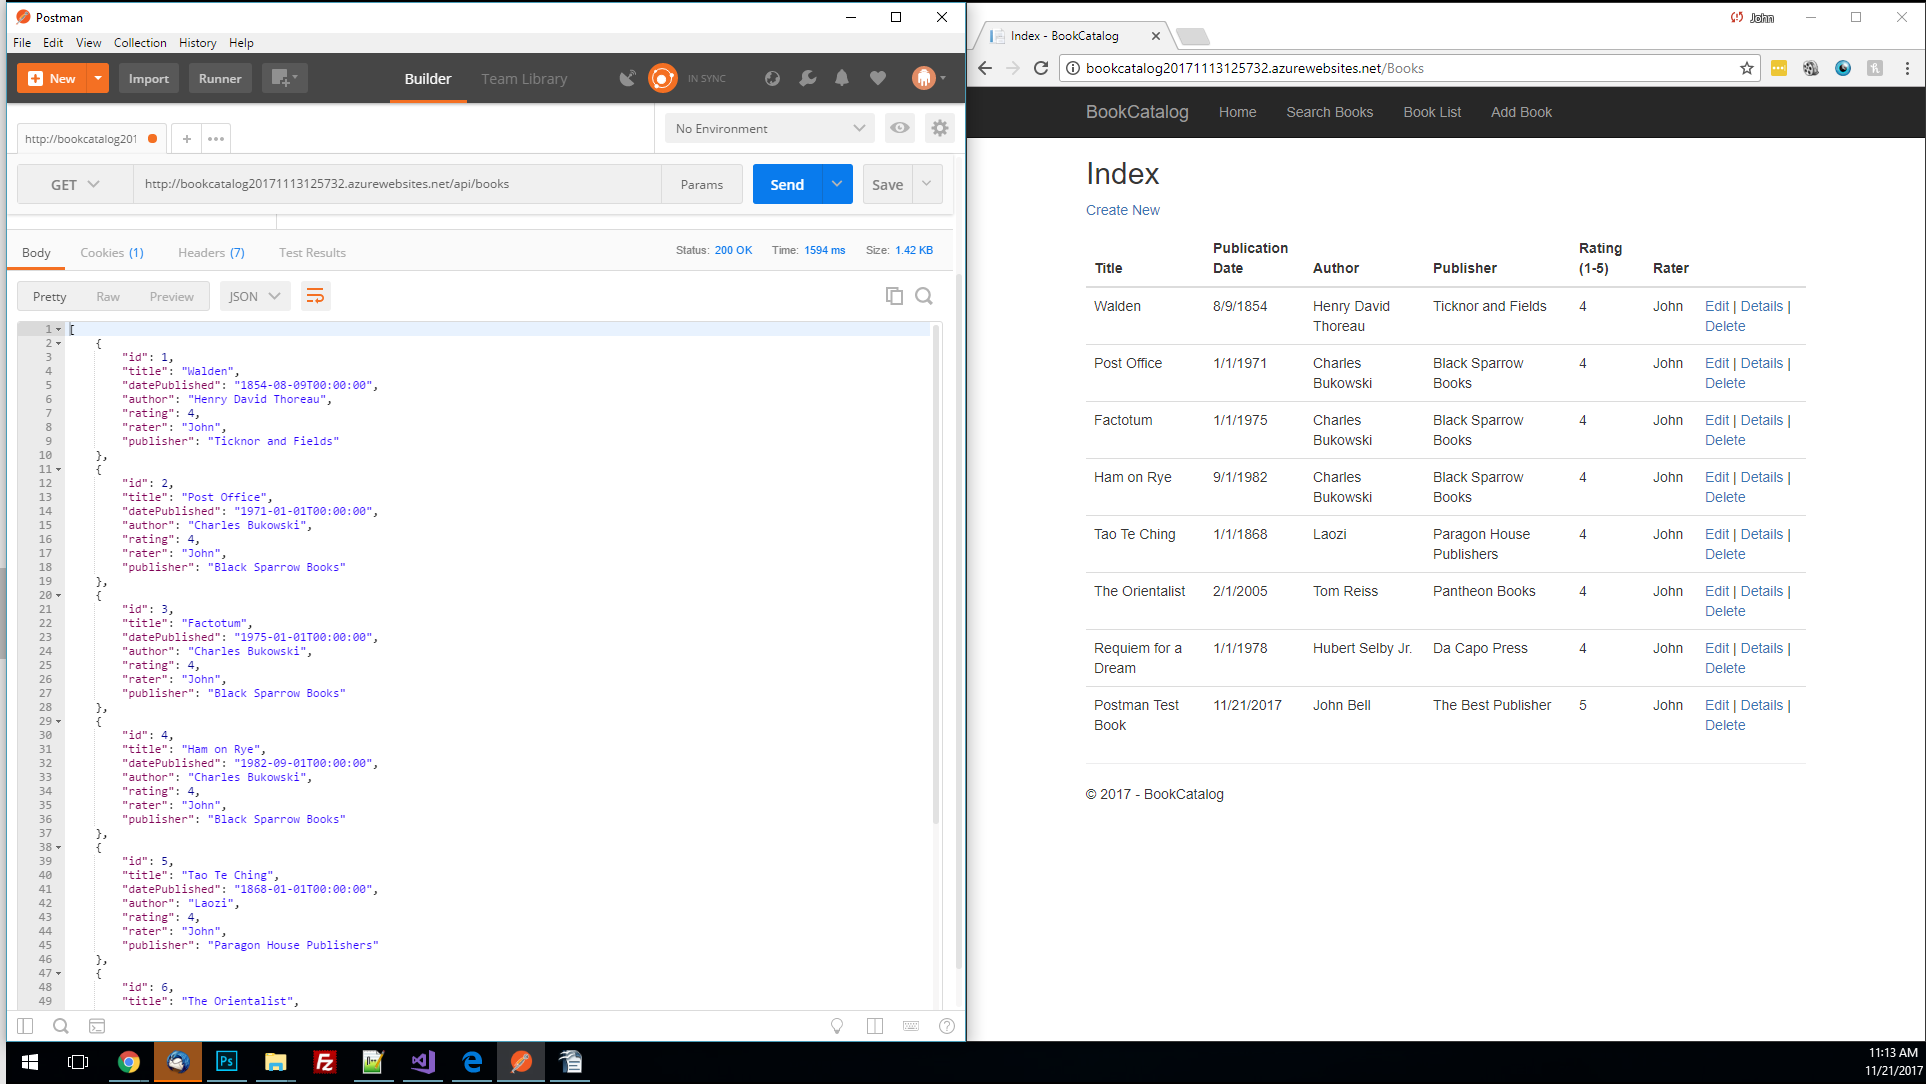 Postman
File Edit View Collection History Help
New Import Runner Builder Team Library IN SYNC
http://bookcatalog201 + •••
No Environment
GET http://bookcatalog20171113125732.azurewebsites.net/api/books Params Send Save
Body Cookies (1) Headers (7) Test Results Status: 200 OK Time: 1594 ms Size: 1.42 KB
Pretty Raw Preview JSON
1 [
2 {
3 "id": 1,
4 "title": "Walden",
5 "datePublished": "1854-08-09T00:00:00",
6 "author": "Henry David Thoreau",
7 "rating": 4,
8 "rater": "John",
9 "publisher": "Ticknor and Fields"
10 },
11 {
12 "id": 2,
13 "title": "Post Office",
14 "datePublished": "1971-01-01T00:00:00",
15 "author": "Charles Bukowski",
16 "rating": 4,
17 "rater": "John",
18 "publisher": "Black Sparrow Books"
19 },
20 {
21 "id": 3,
22 "title": "Factotum",
23 "datePublished": "1975-01-01T00:00:00",
24 "author": "Charles Bukowski",
25 "rating": 4,
26 "rater": "John",
27 "publisher": "Black Sparrow Books"
28 },
29 {
30 "id": 4,
31 "title": "Ham on Rye",
32 "datePublished": "1982-09-01T00:00:00",
33 "author": "Charles Bukowski",
34 "rating": 4,
35 "rater": "John",
36 "publisher": "Black Sparrow Books"
37 },
38 {
39 "id": 5,
40 "title": "Tao Te Ching",
41 "datePublished": "1868-01-01T00:00:00",
42 "author": "Laozi",
43 "rating": 4,
44 "rater": "John",
45 "publisher": "Paragon House Publishers"
46 },
47 {
48 "id": 6,
49 "title": "The Orientalist",
John
Index - BookCatalog
bookcatalog20171113125732.azurewebsites.net/Books
BookCatalog Home Search Books Book List Add Book
Index
Create New
Publication Rating
Title Date Author Publisher (1-5) Rater
Walden 8/9/1854 Henry David Ticknor and Fields 4 John Edit | Details |
Thoreau Delete
Post Office 1/1/1971 Charles Black Sparrow 4 John Edit | Details |
Bukowski Books Delete
Factotum 1/1/1975 Charles Black Sparrow 4 John Edit | Details |
Bukowski Books Delete
Ham on Rye 9/1/1982 Charles Black Sparrow 4 John Edit | Details |
Bukowski Books Delete
Tao Te Ching 1/1/1868 Laozi Paragon House 4 John Edit | Details |
Publishers Delete
The Orientalist 2/1/2005 Tom Reiss Pantheon Books 4 John Edit | Details |
Delete
Requiem for a 1/1/1978 Hubert Selby Jr. Da Capo Press 4 John Edit | Details |
Dream Delete
Postman Test 11/21/2017 John Bell The Best Publisher 5 John Edit | Details |
Book Delete
© 2017 - BookCatalog
Ps
Fz
11:13 AM
11/21/2017